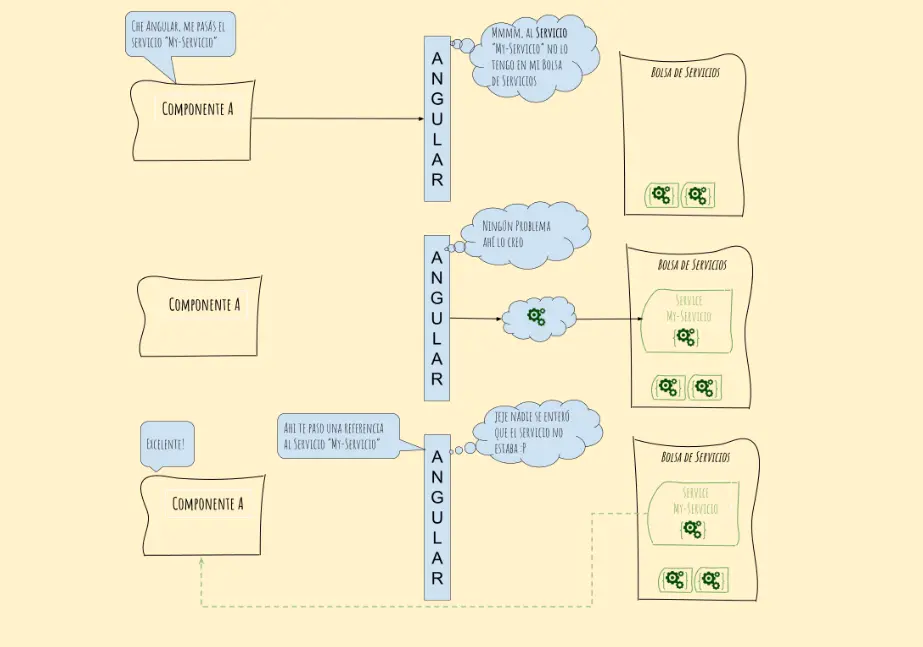 Che Angular, me pasás el
servicio "My-Servicio"
Componente A
ANGULAR
Mmmm, al Servicio
"My-Servicio" no lo
tengo en mi Bolsa
de Servicios
Bolsa de Servicios
Componente A
ANGULAR
Ningún Problema
ahí lo creo
Bolsa de Servicios
Service
My-Servicio
Excelente!
Componente A
Ahi te paso una referencia
al Servicio "My-Servicio"
ANGULAR
jeje nadie se enteró
que el servicio no
estaba :P
Bolsa de Servicios
Service
My-Servicio